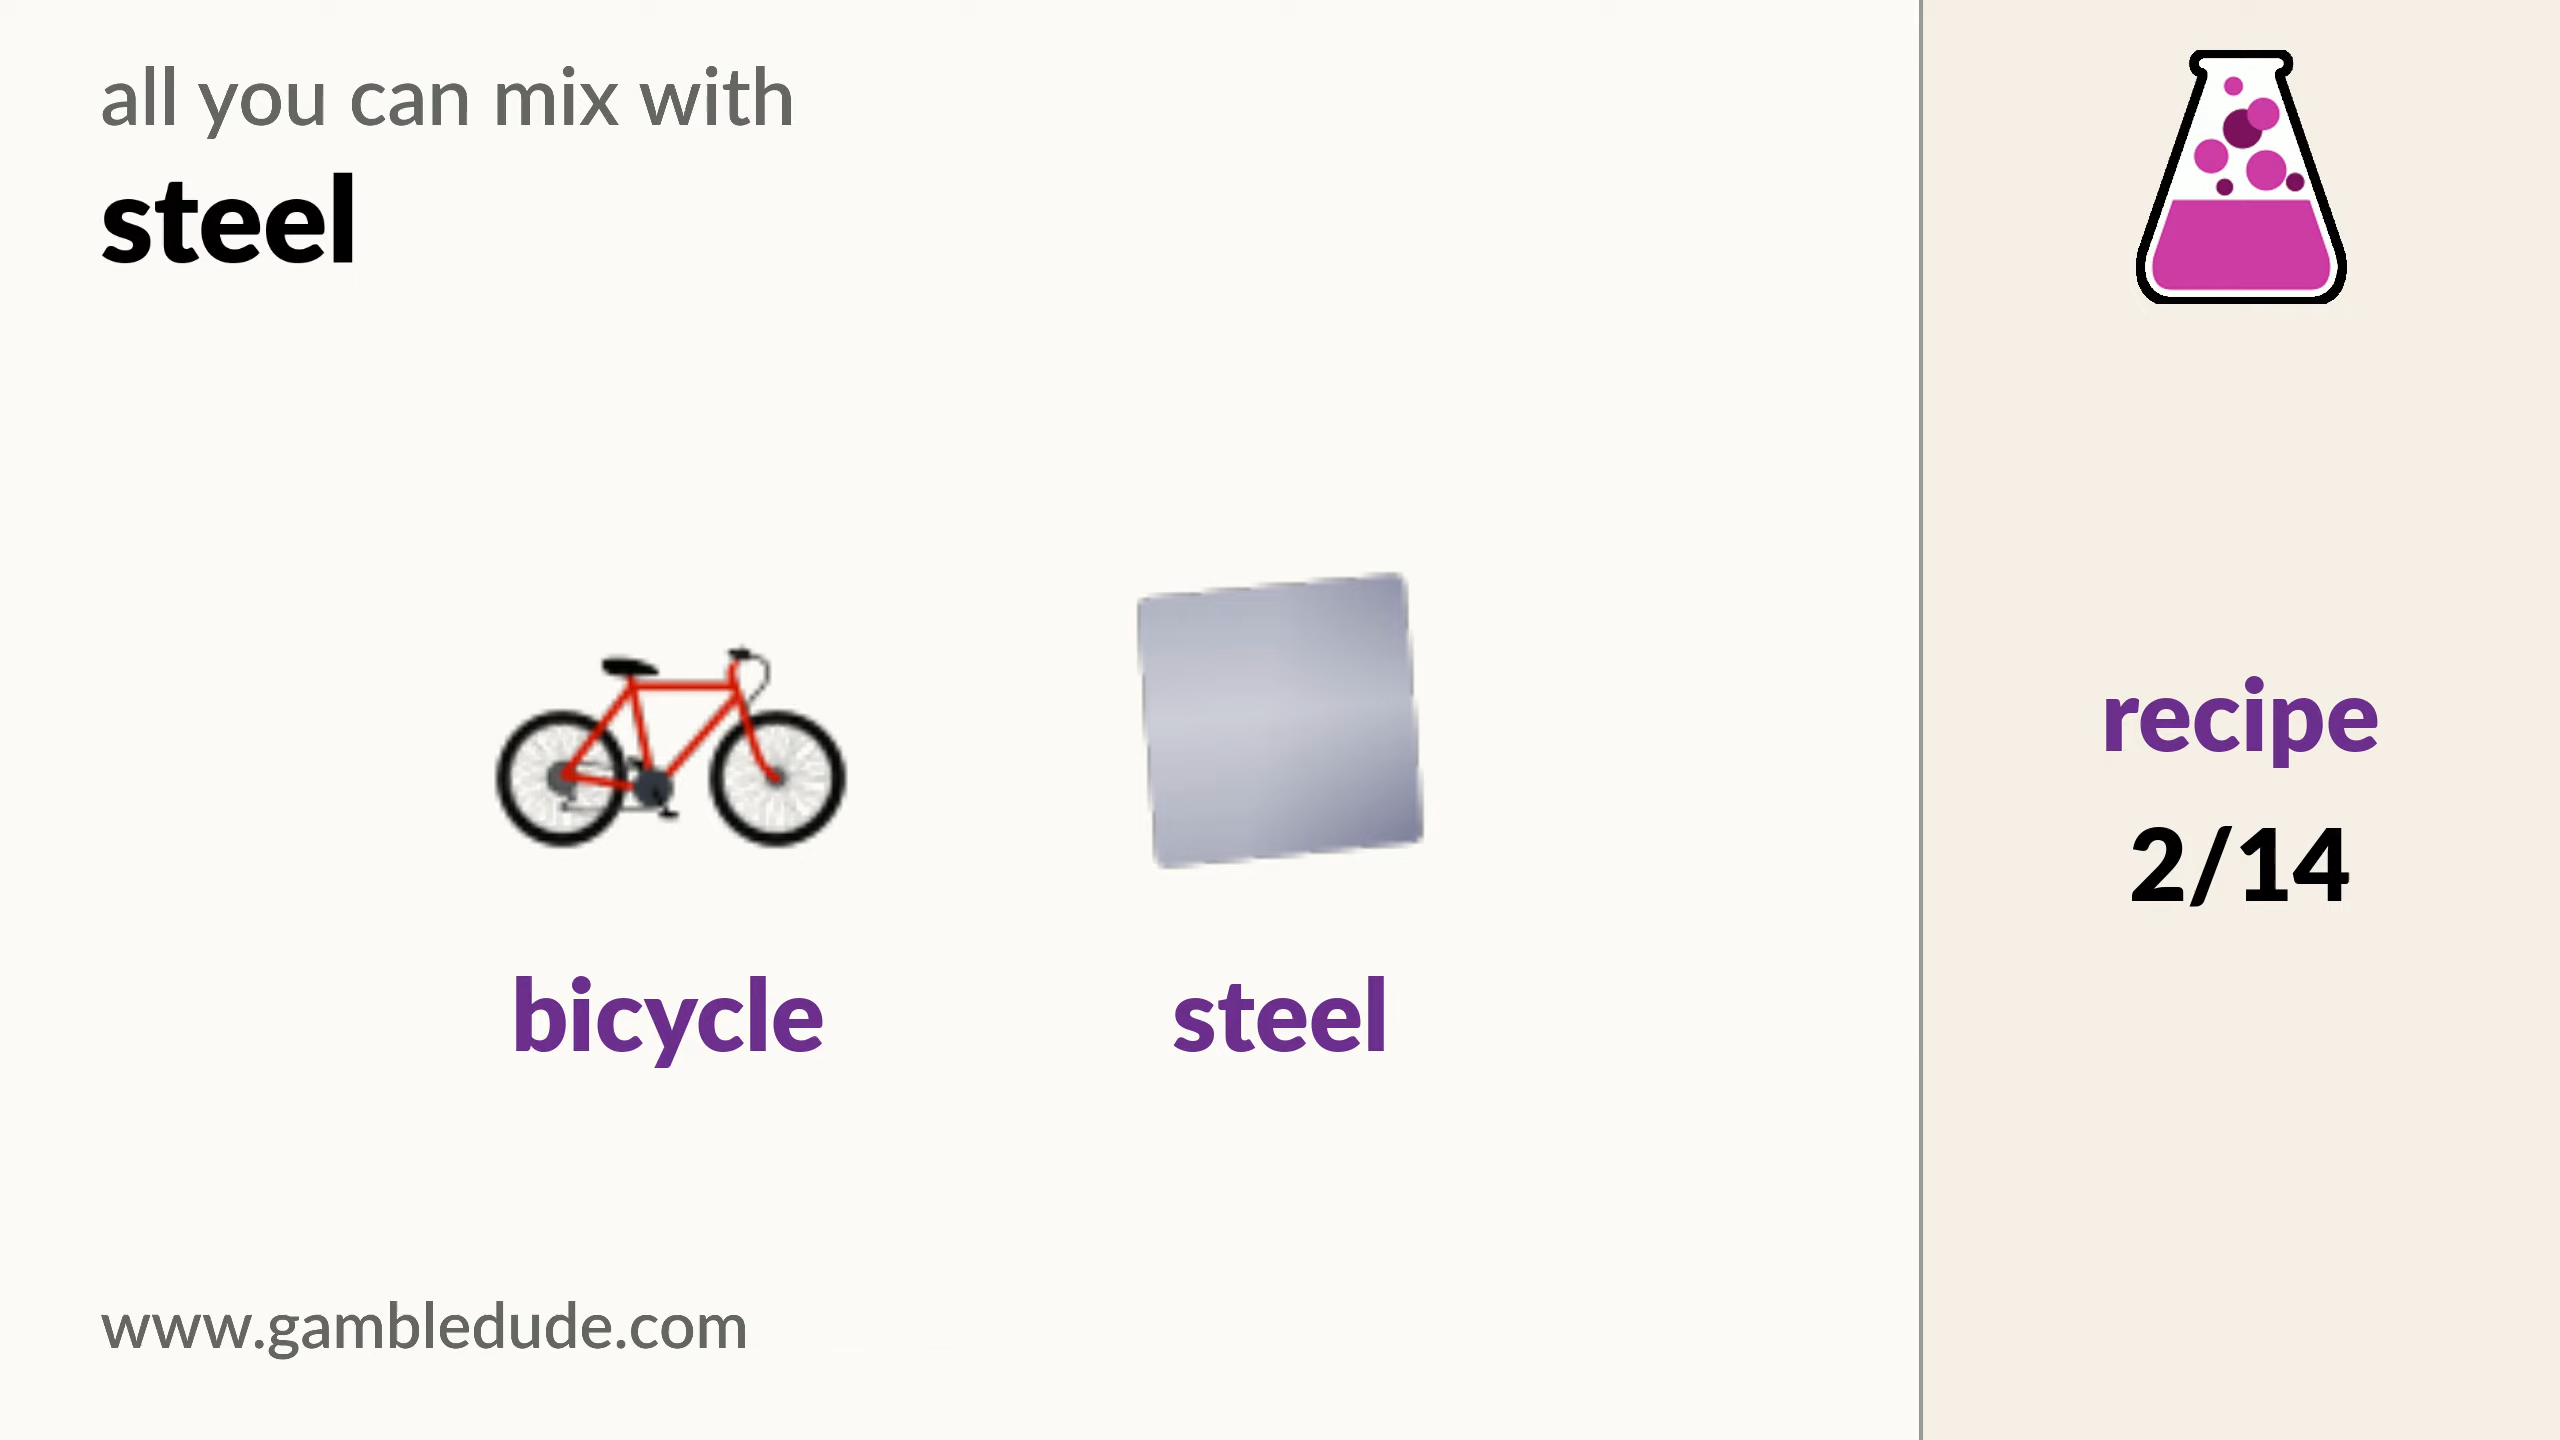 all you can mix with
steel
bicycle
steel
recipe
2/14
www.gambledude.com